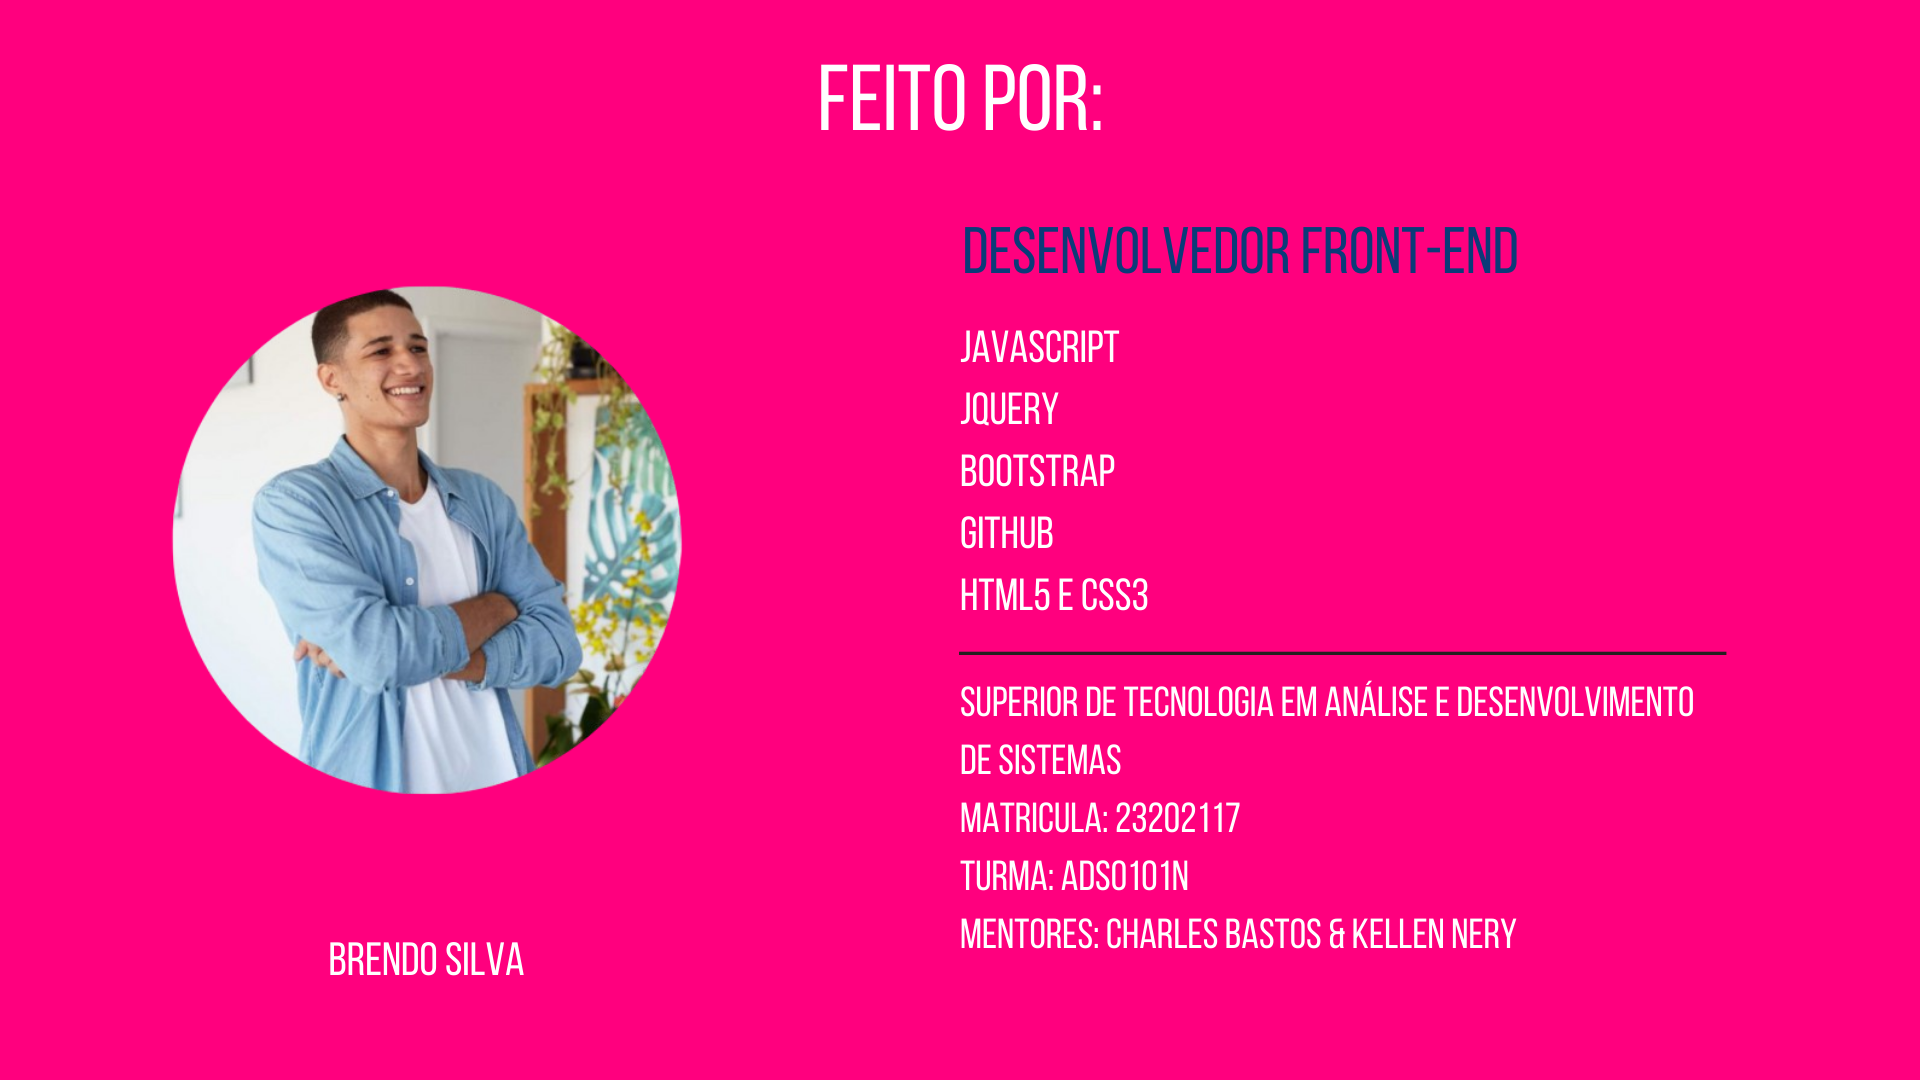 FEITO POR:
DESENVOLVEDOR FRONT-END
JAVASCRIPT
JQUERY
BOOTSTRAP
GITHUB
HTML5 E CSS3
SUPERIOR DE TECNOLOGIA EM ANÁLISE E DESENVOLVIMENTO
DE SISTEMAS
MATRICULA: 23202117
TURMA: ADS0101N
MENTORES: CHARLES BASTOS & KELLEN NERY
BRENDO SILVA